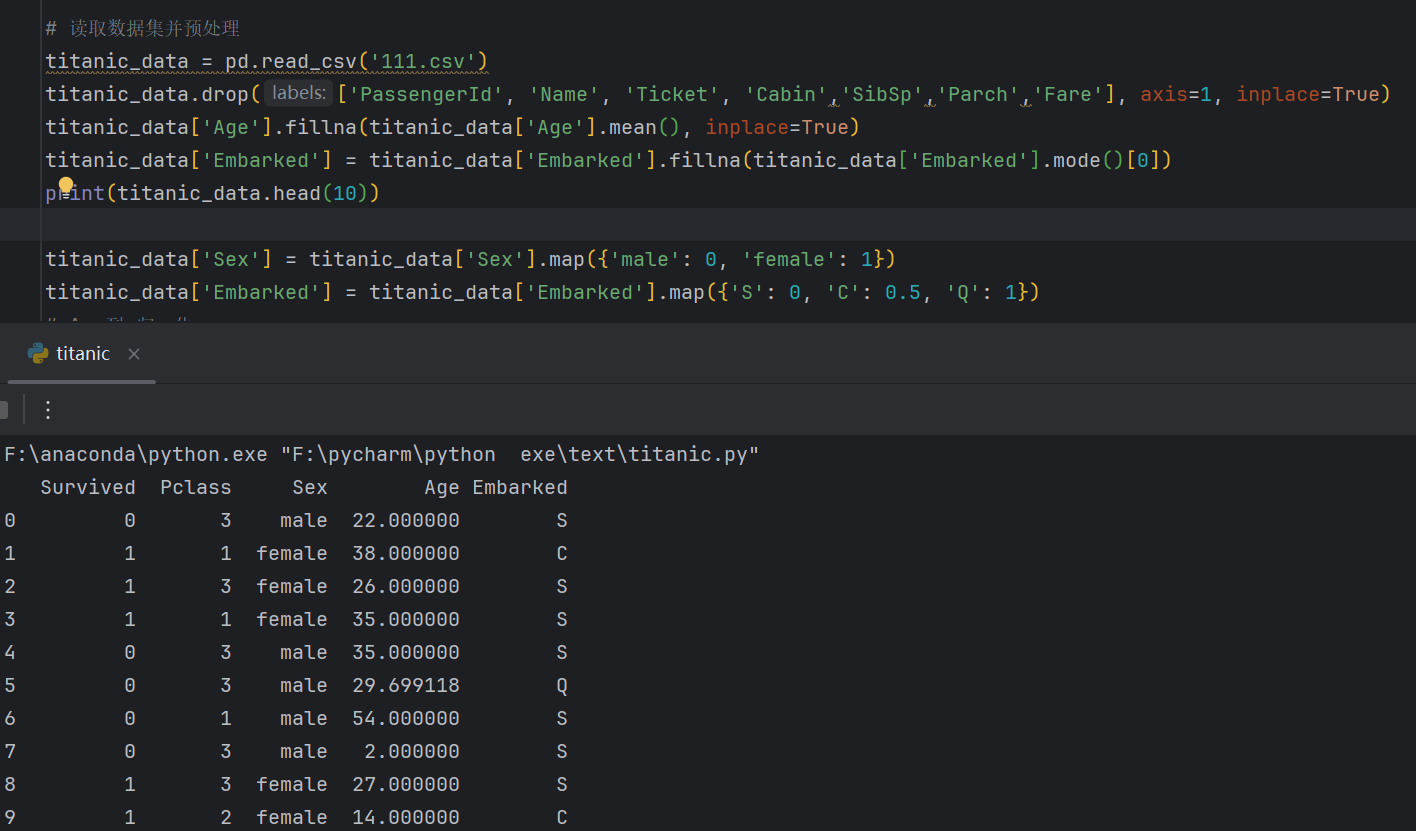 # 读取数据集并预处理
titanic_data = pd.read_csv('111.csv')
titanic_data.drop( labels: ['PassengerId', 'Name', 'Ticket', 'Cabin','SibSp','Parch','Fare'], axis=1, inplace=True)
titanic_data['Age'].fillna(titanic_data['Age'].mean(), inplace=True)
titanic_data['Embarked'] = titanic_data['Embarked'].fillna(titanic_data['Embarked'].mode()[0])
print(titanic_data.head(10))
titanic_data['Sex'] = titanic_data['Sex'].map({'male': 0, 'female': 1})
titanic_data['Embarked'] = titanic_data['Embarked'].map({'S': 0, 'C': 0.5, 'Q': 1})
titanic
F:\anaconda\python.exe "F:\pycharm\python  exe\text\titanic.py"
   Survived  Pclass     Sex        Age Embarked
0         0       3    male  22.000000        S
1         1       1  female  38.000000        C
2         1       3  female  26.000000        S
3         1       1  female  35.000000        S
4         0       3    male  35.000000        S
5         0       3    male  29.699118        Q
6         0       1    male  54.000000        S
7         0       3    male   2.000000        S
8         1       3  female  27.000000        S
9         1       2  female  14.000000        C